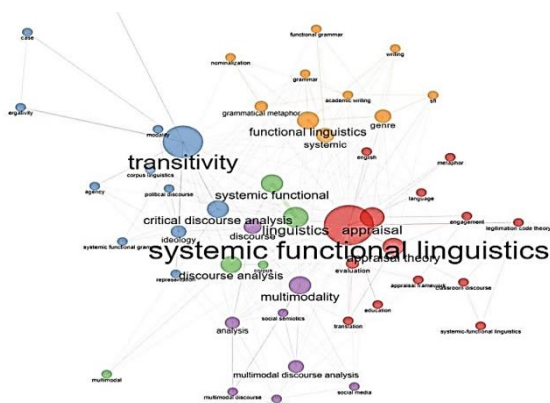 case
functional grammar
writing
nominalization
grammar
ergativity
academic writing
sfl
grammatical metaphor
modality
functional linguistics
genre
systemic
transitivity
english
metaphor
corpus linguistics
agency
political discourse
systemic functional
language
critical discourse analysis
linguistics
appraisal
engagement
legitimation code theory
discourse
ideology
systemic functional grammar
systemic functional linguistics
appraisal theory
discourse analysis
corpus
evaluation
representation
appraisal framework
classroom discourse
multimodality
education
social semiotics
analysis
translation
systemic-functional linguistics
multimodal discourse analysis
multimodal
social media
multimodal discourse